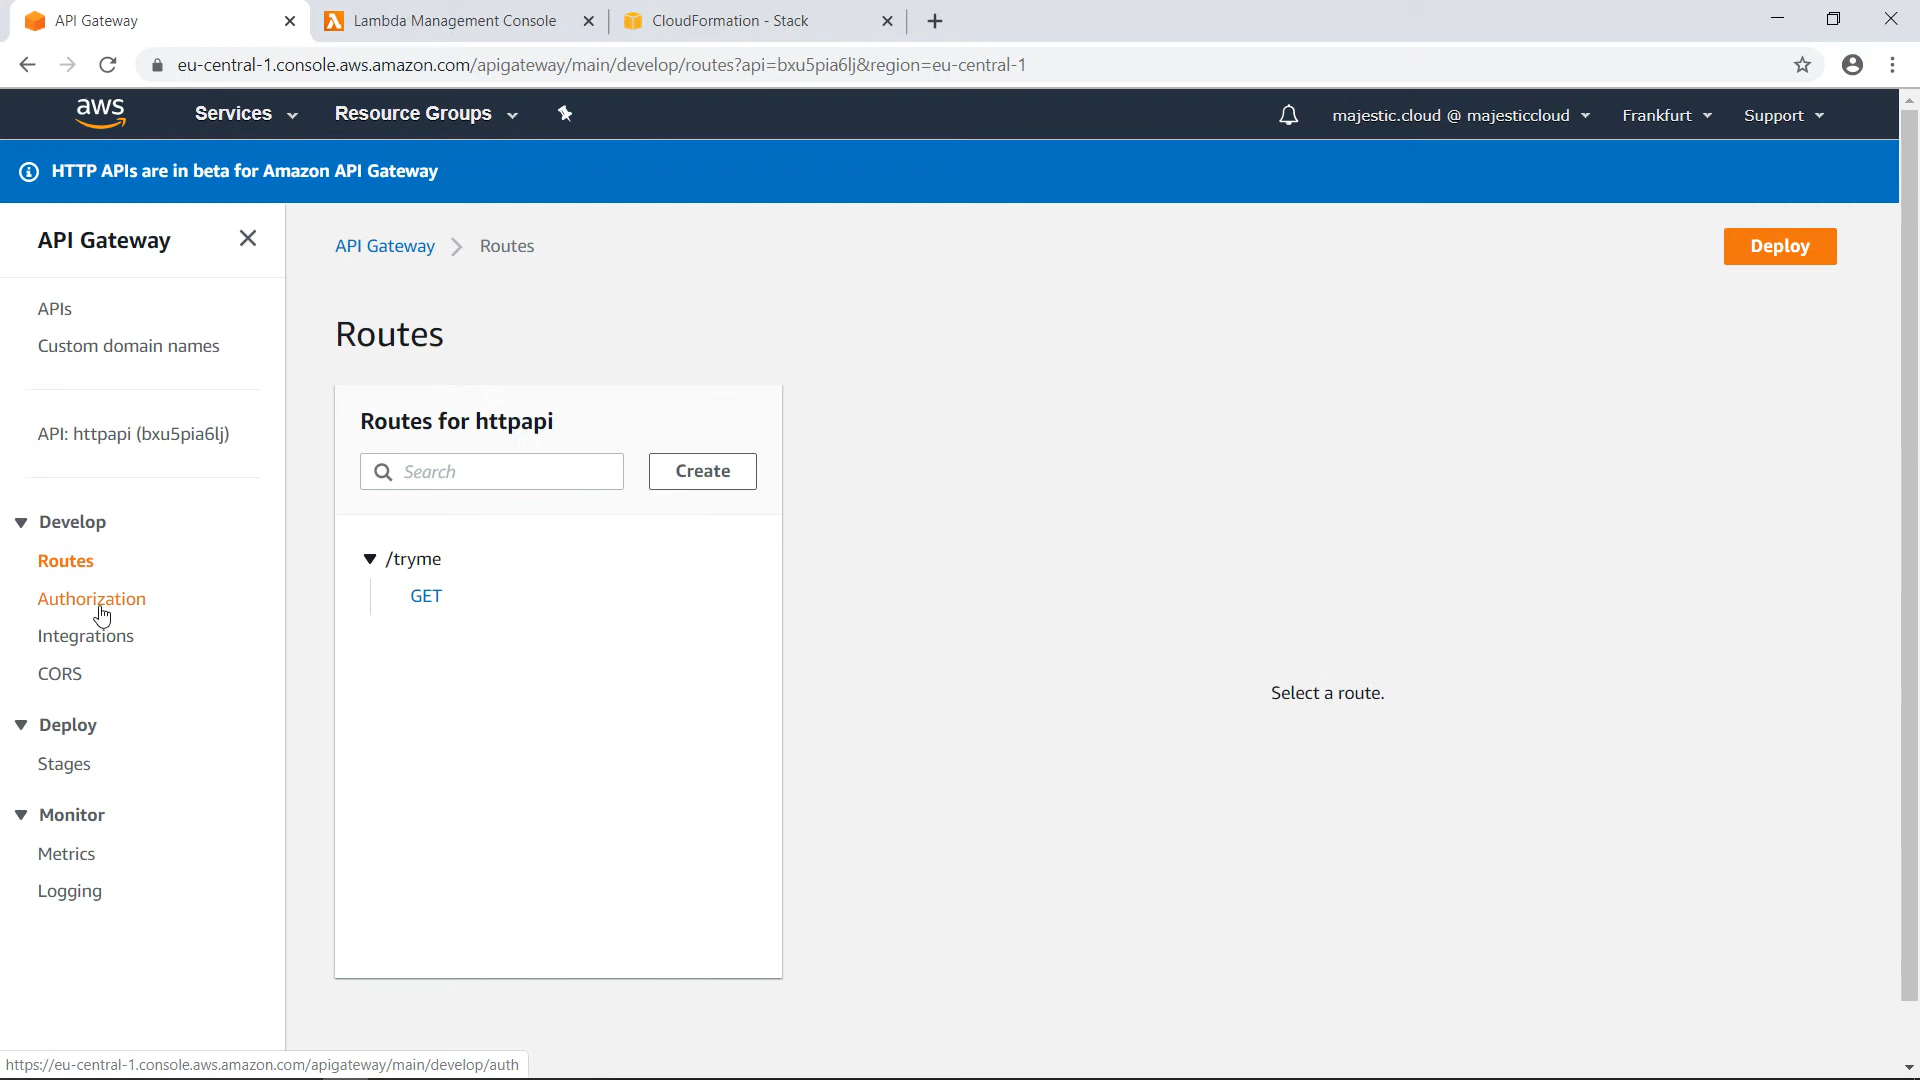 API Gateway
Lambda Management Console
CloudFormation - Stack
eu-central-1.console.aws.amazon.com/apigateway/main/develop/routes?api=bxu5pia6lj&region=eu-central-1
aws
Services
Resource Groups
majestic.cloud @ majesticcloud
Frankfurt
Support
HTTP APIs are in beta for Amazon API Gateway
API Gateway
APIs
Custom domain names
API: httpapi (bxu5pia6lj)
Develop
Routes
Authorization
Integrations
CORS
Deploy
Stages
Monitor
Metrics
Logging
API Gateway
Routes
Deploy
Routes
Routes for httpapi
Search
Create
/tryme
GET
Select a route.
https://eu-central-1.console.aws.amazon.com/apigateway/main/develop/auth